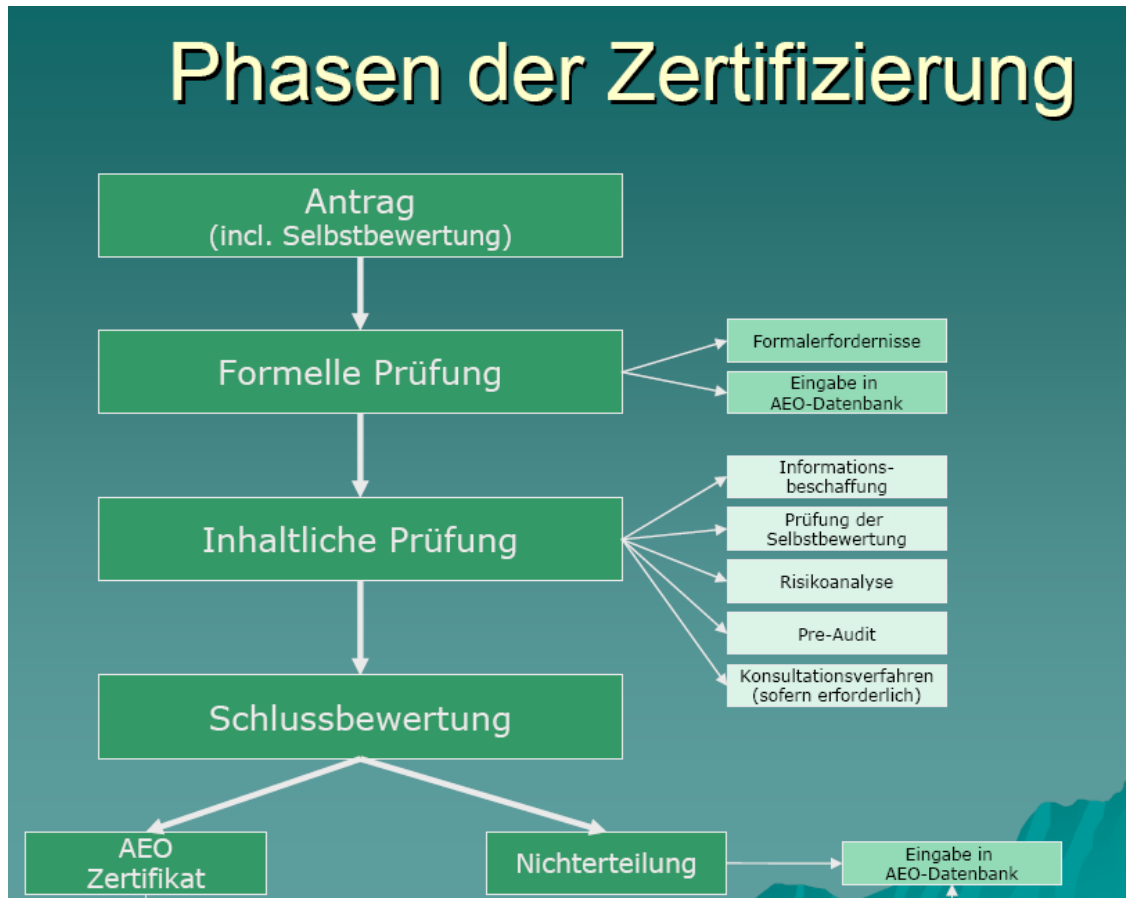 Phasen der Zertifizierung
Antrag
(incl. Selbstbewertung)
Formelle Prüfung
Formalerfordernisse
Eingabe in
AEO-Datenbank
Inhaltliche Prüfung
Informations-
beschaffung
Prüfung der
Selbstbewertung
Risikoanalyse
Pre-Audit
Konsultationsverfahren
(sofern erforderlich)
Schlussbewertung
AEO
Zertifikat
Nichterteilung
Eingabe in
AEO-Datenbank